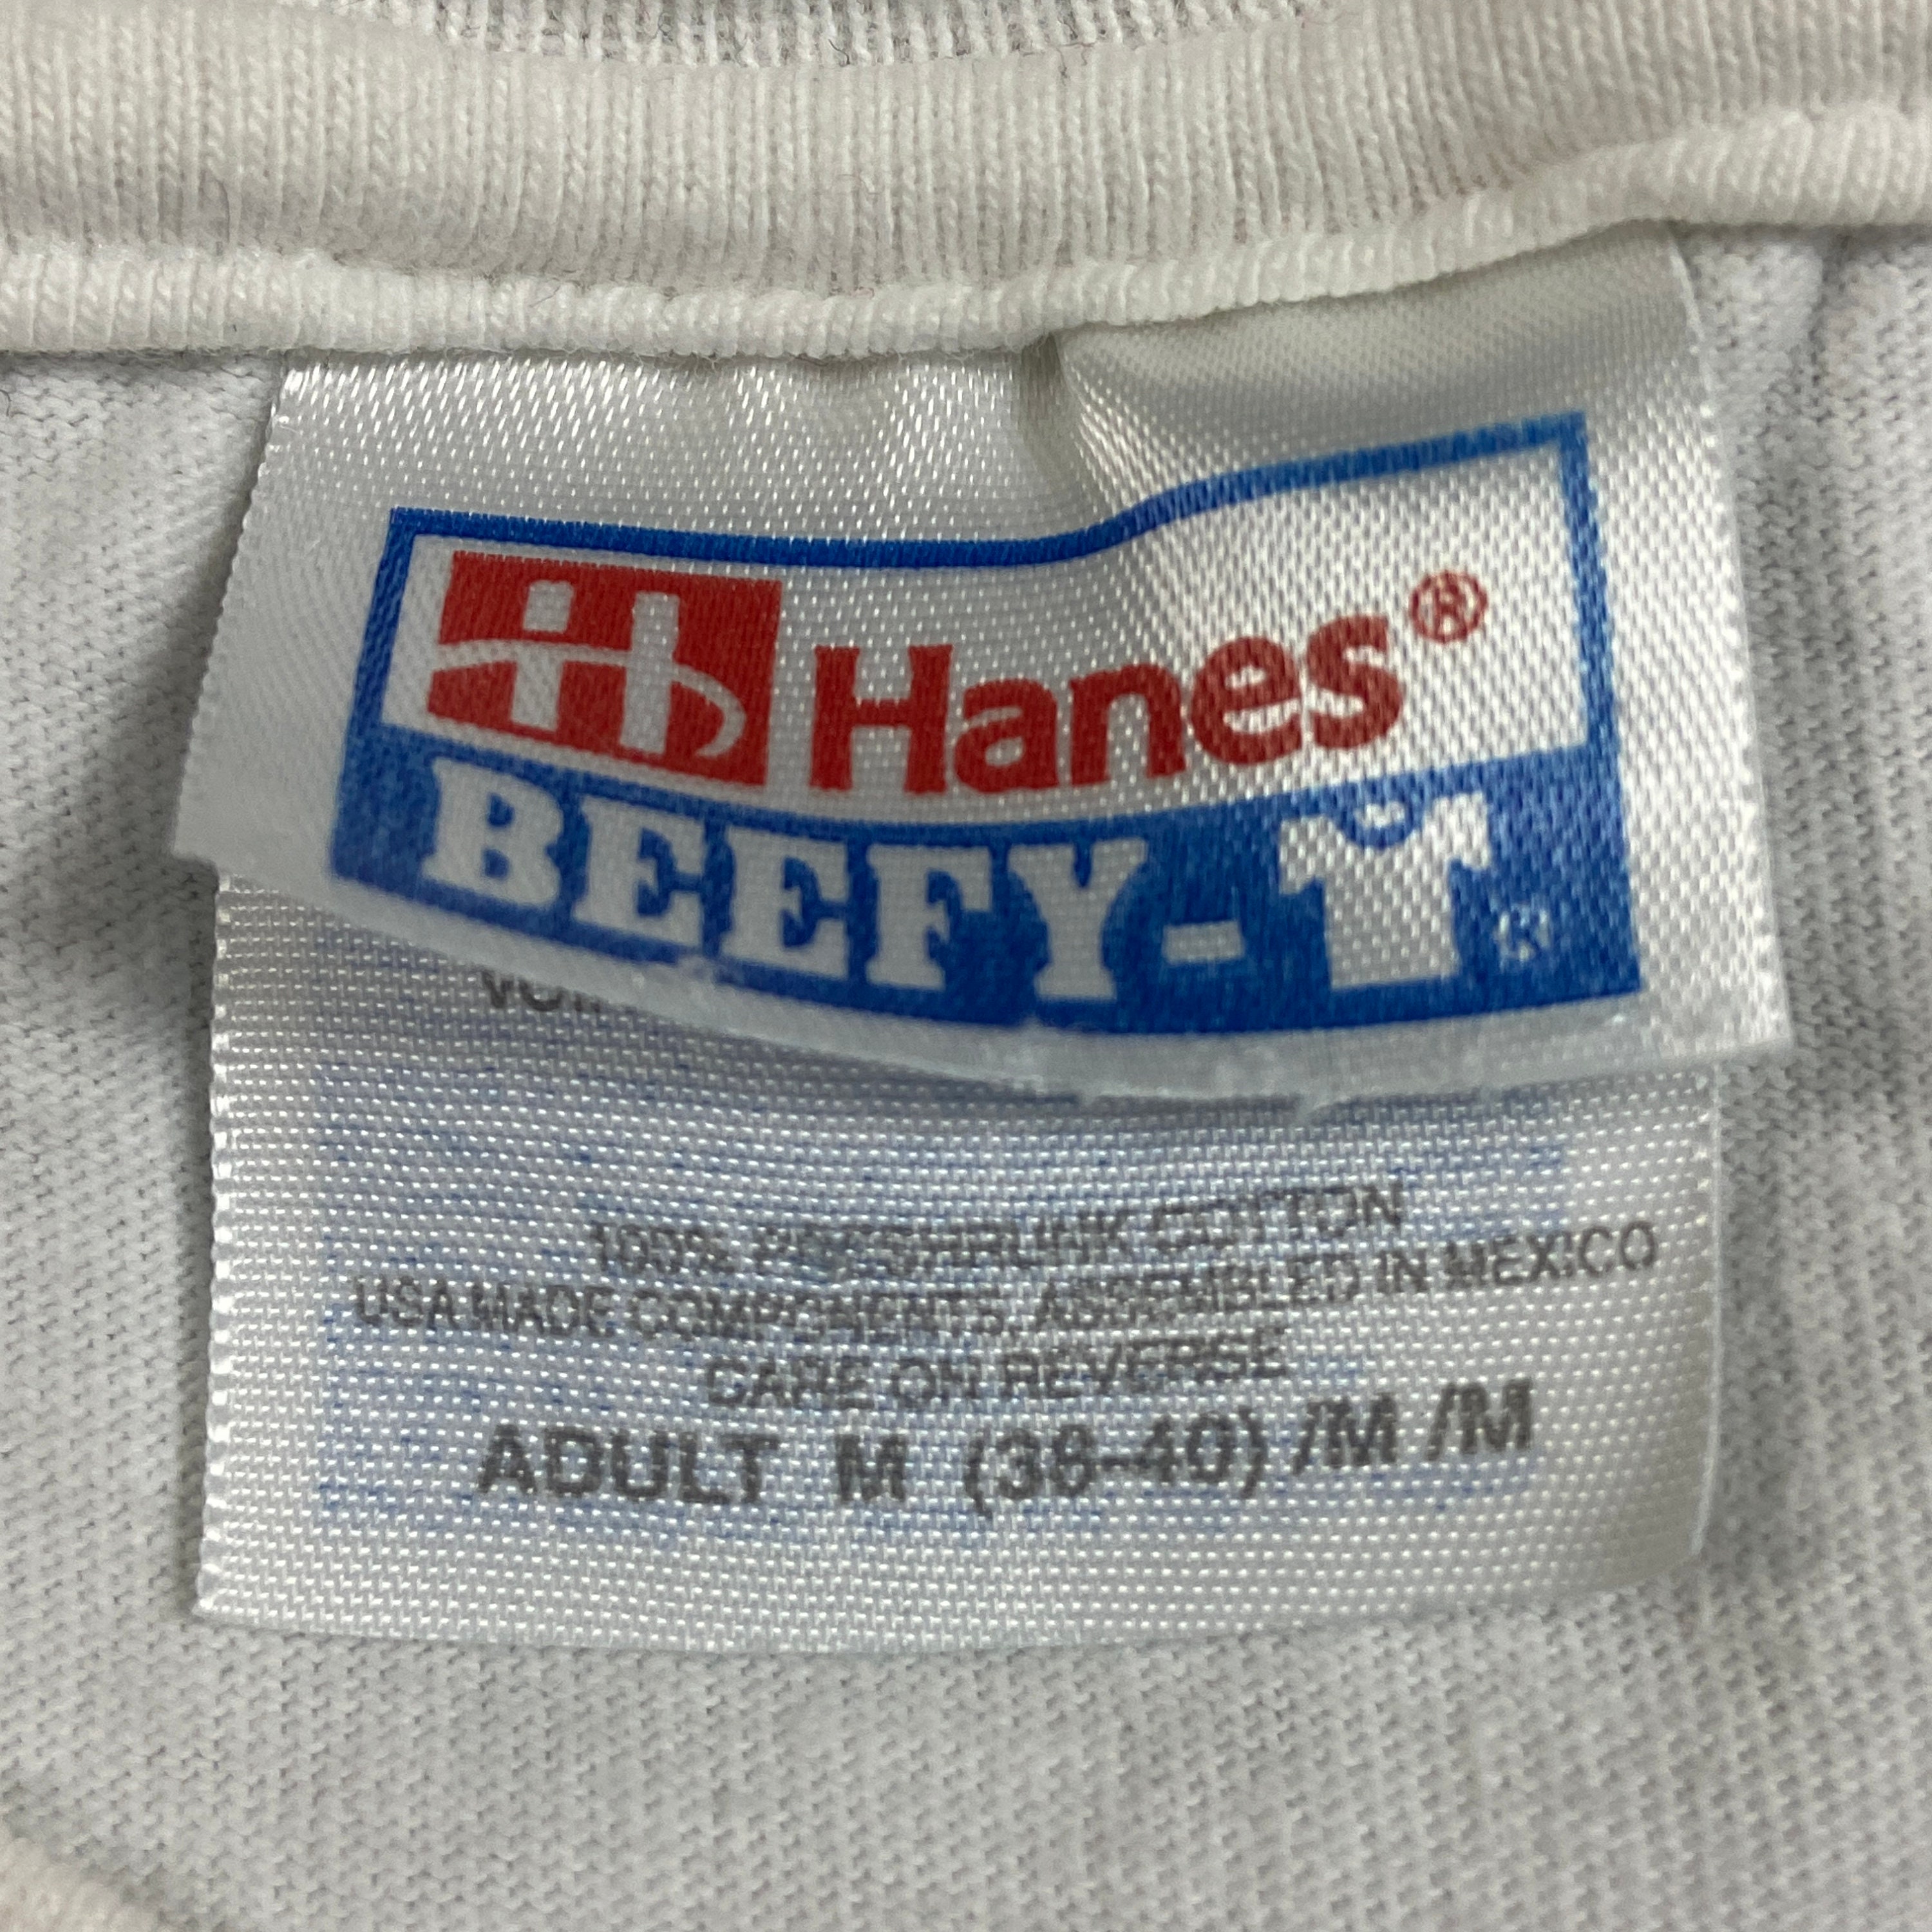 Hanes®
BEEFY-T®
100% PRESHRUNK COTTON
USA MADE COMPONENTS, ASSEMBLED IN MEXICO
CARE ON REVERSE
ADULT M (38-40) /M /M